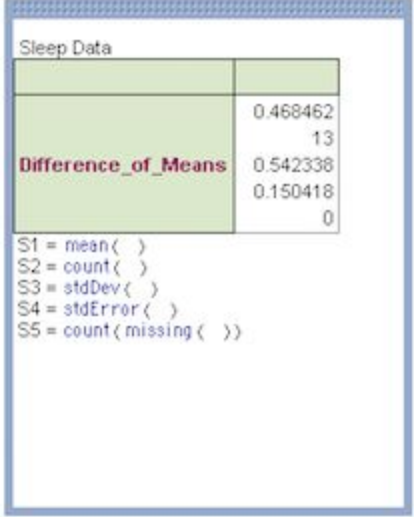 Sleep Data
0.468462
13
Difference_of_Means 0.542338
0.150418
0
S1 = mean ( )
S2 = count ( )
S3 = stdDev ( )
S4 = stdError ( )
S5 = count ( missing ( ) )